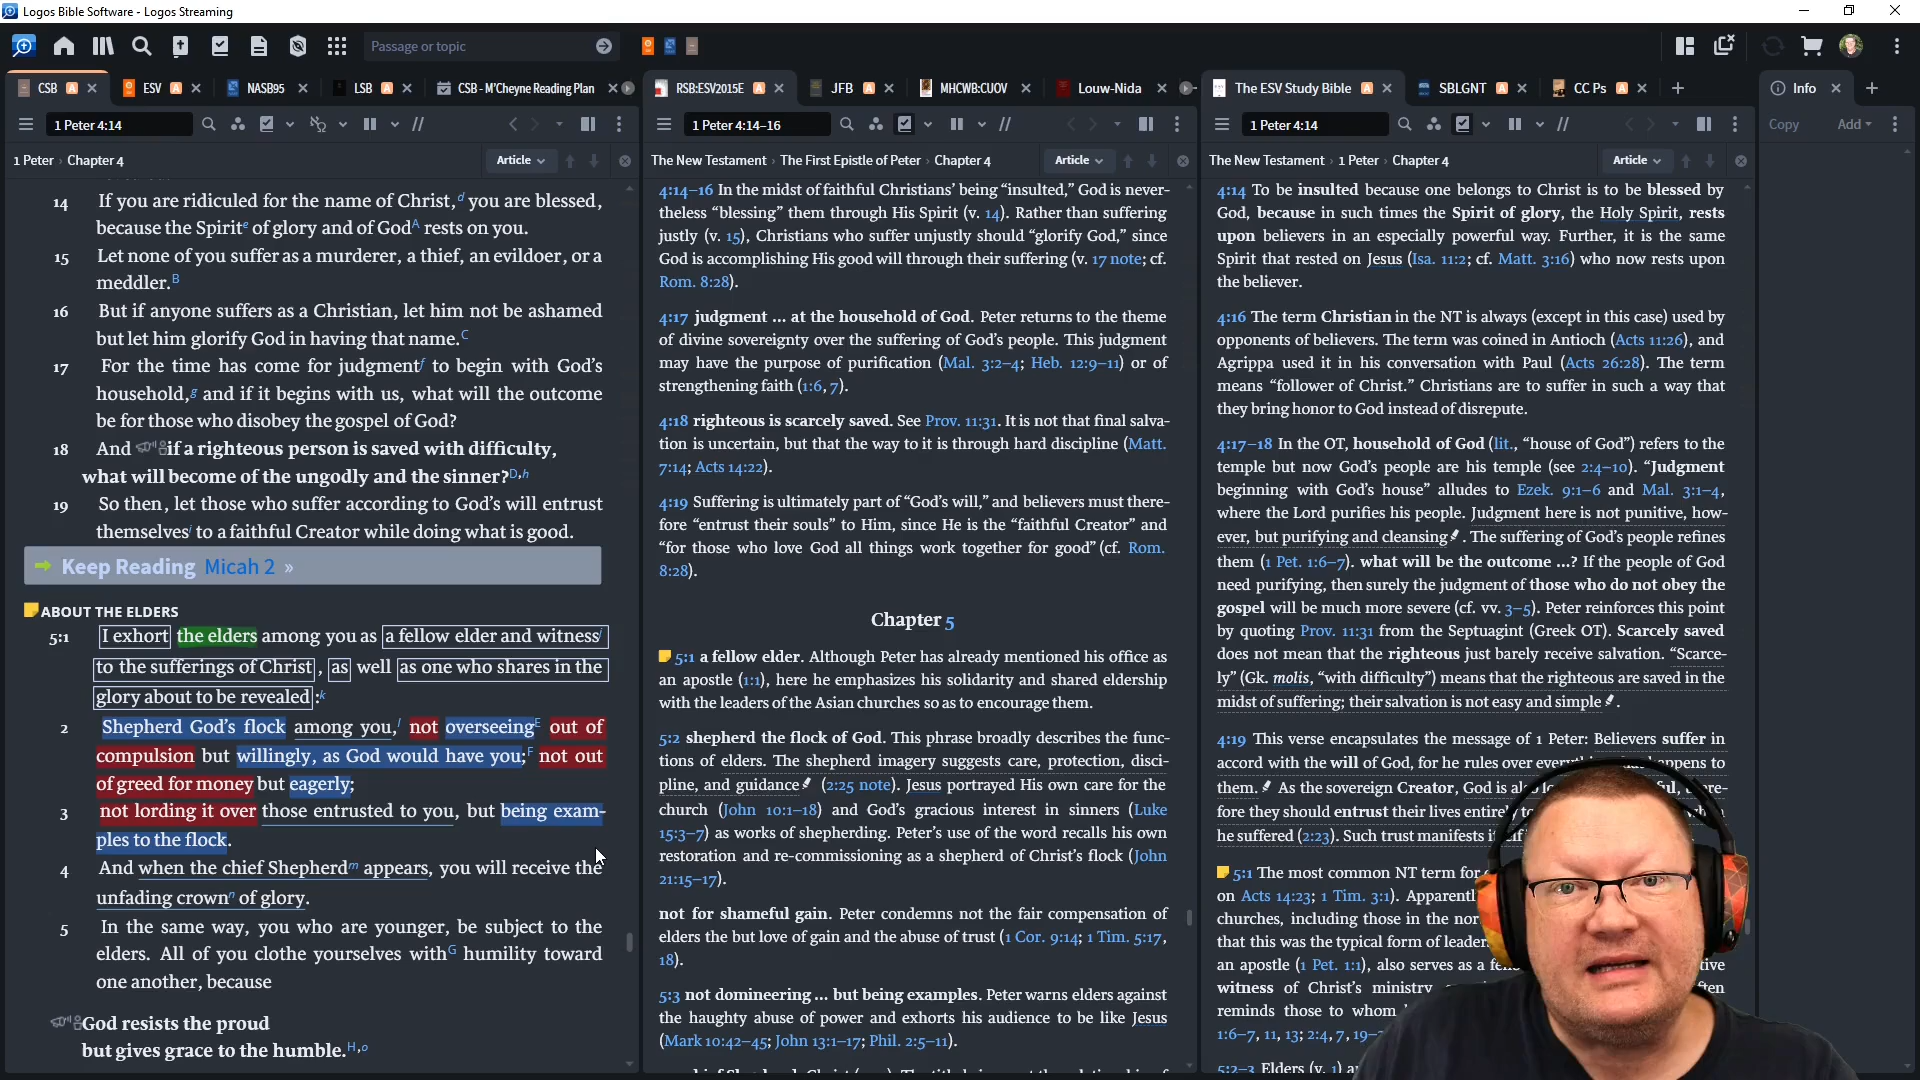 Logos Bible Software - Logos Streaming
Passage or topic
CSB A
ESV A
NASB95
LSB A
CSB - M'Cheyne Reading Plan
RSB:ESV2015E A
JFB A
MHCWB:CUOV
Louw-Nida
The ESV Study Bible A
SBLGNT A
CC Ps A
Info
1 Peter 4:14
1 Peter 4:14–16
1 Peter 4:14
Copy Add
1 Peter › Chapter 4 Article
14 If you are ridiculed for the name of Christ,d you are blessed,
because the Spirite of glory and of GodA rests on you.
15 Let none of you suffer as a murderer, a thief, an evildoer, or a
meddler.B
16 But if anyone suffers as a Christian, let him not be ashamed
but let him glorify God in having that name.C
17 For the time has come for judgmentf to begin with God's
household,g and if it begins with us, what will the outcome
be for those who disobey the gospel of God?
18 And if a righteous person is saved with difficulty,
what will become of the ungodly and the sinner?D,h
19 So then, let those who suffer according to God's will entrust
themselvesi to a faithful Creator while doing what is good.
Keep Reading Micah 2 »
ABOUT THE ELDERS
5:1 I exhort the elders among you as a fellow elder and witnessj
to the sufferings of Christ, as well as one who shares in the
glory about to be revealed:k
2 Shepherd God's flock among you,l not overseeingE out of
compulsion but willingly, as God would have you;F not out
of greed for money but eagerly;
3 not lording it over those entrusted to you, but being exam-
ples to the flock.
4 And when the chief Shepherdm appears, you will receive the
unfading crownn of glory.
5 In the same way, you who are younger, be subject to the
elders. All of you clothe yourselves withG humility toward
one another, because
God resists the proud
but gives grace to the humble.H,o
The New Testament › The First Epistle of Peter › Chapter 4 Article
4:14–16 In the midst of faithful Christians' being “insulted,” God is never-
theless “blessing” them through His Spirit (v. 14). Rather than suffering
justly (v. 15), Christians who suffer unjustly should “glorify God,” since
God is accomplishing His good will through their suffering (v. 17 note; cf.
Rom. 8:28).
4:17 judgment ... at the household of God. Peter returns to the theme
of divine sovereignty over the suffering of God's people. This judgment
may have the purpose of purification (Mal. 3:2–4; Heb. 12:9–11) or of
strengthening faith (1:6, 7).
4:18 righteous is scarcely saved. See Prov. 11:31. It is not that final salva-
tion is uncertain, but that the way to it is through hard discipline (Matt.
7:14; Acts 14:22).
4:19 Suffering is ultimately part of “God's will,” and believers must there-
fore “entrust their souls” to Him, since He is the “faithful Creator” and
“for those who love God all things work together for good” (cf. Rom.
8:28).
Chapter 5
5:1 a fellow elder. Although Peter has already mentioned his office as
an apostle (1:1), here he emphasizes his solidarity and shared eldership
with the leaders of the Asian churches so as to encourage them.
5:2 shepherd the flock of God. This phrase broadly describes the func-
tions of elders. The shepherd imagery suggests care, protection, disci-
pline, and guidance (2:25 note). Jesus portrayed His own care for the
church (John 10:1–18) and God's gracious interest in sinners (Luke
15:3–7) as works of shepherding. Peter's use of the word recalls his own
restoration and re-commissioning as a shepherd of Christ's flock (John
21:15–17).
not for shameful gain. Peter condemns not the fair compensation of
elders the but love of gain and the abuse of trust (1 Cor. 9:14; 1 Tim. 5:17,
18).
5:3 not domineering ... but being examples. Peter warns elders against
the haughty abuse of power and exhorts his audience to be like Jesus
(Mark 10:42–45; John 13:1–17; Phil. 2:5–11).
The New Testament › 1 Peter › Chapter 4 Article
4:14 To be insulted because one belongs to Christ is to be blessed by
God, because in such times the Spirit of glory, the Holy Spirit, rests
upon believers in an especially powerful way. Further, it is the same
Spirit that rested on Jesus (Isa. 11:2; cf. Matt. 3:16) who now rests upon
the believer.
4:16 The term Christian in the NT is always (except in this case) used by
opponents of believers. The term was coined in Antioch (Acts 11:26), and
Agrippa used it in his conversation with Paul (Acts 26:28). The term
means “follower of Christ.” Christians are to suffer in such a way that
they bring honor to God instead of disrepute.
4:17–18 In the OT, household of God (lit., “house of God”) refers to the
temple but now God's people are his temple (see 2:4–10). “Judgment
beginning with God's house” alludes to Ezek. 9:1–6 and Mal. 3:1–4,
where the Lord purifies his people. Judgment here is not punitive, how-
ever, but purifying and cleansing. The suffering of God's people refines
them (1 Pet. 1:6–7). what will be the outcome ...? If the people of God
need purifying, then surely the judgment of those who do not obey the
gospel will be much more severe (cf. vv. 3–5). Peter reinforces this point
by quoting Prov. 11:31 from the Septuagint (Greek OT). Scarcely saved
does not mean that the righteous just barely receive salvation. “Scarce-
ly” (Gk. molis, “with difficulty”) means that the righteous are saved in the
midst of suffering; their salvation is not easy and simple.
4:19 This verse encapsulates the message of 1 Peter: Believers suffer in
accord with the will of God, for he rules over
them. As the sovereign Creator, God is
fore they should entrust their lives
he suffered (2:23). Such trust manifests
5:1 The most common NT term for
on Acts 14:23; 1 Tim. 3:1). Apparent
churches, including those in the
that this was the typical form of
an apostle (1 Pet. 1:1), also serves as a
witness of Christ's ministry
reminds those to whom
1:6–7, 11, 13; 2:4, 7,
5:2–3 Elders (v. 1)